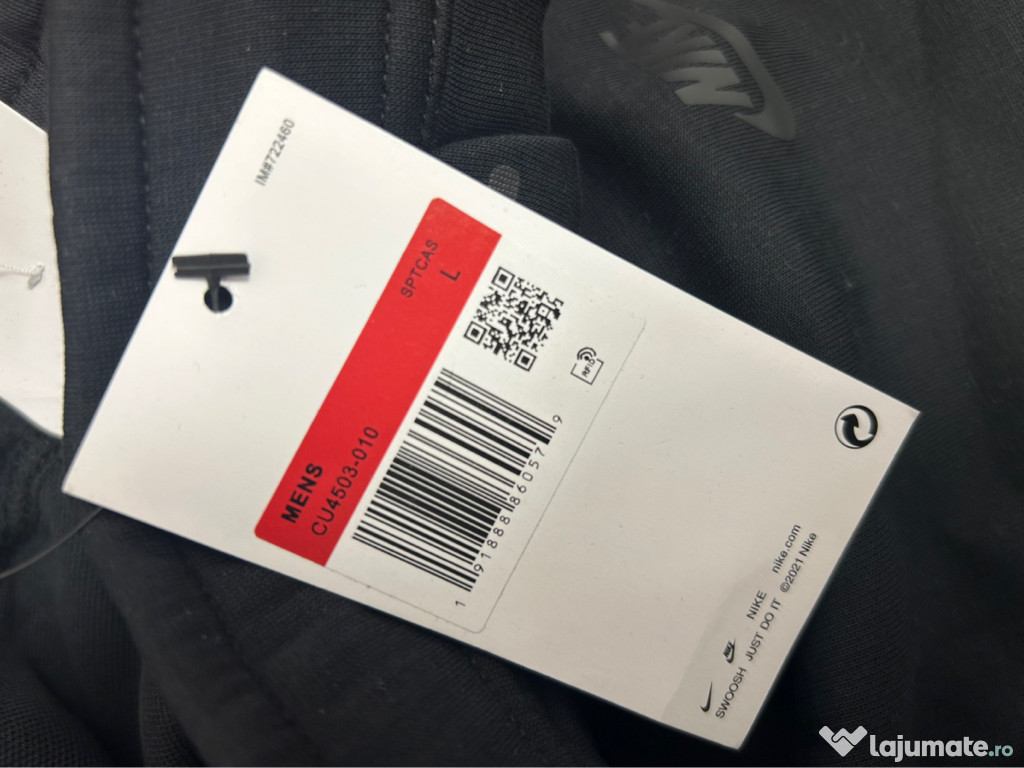 IM#722460
SPTCAS
L
MENS
CU4503-010
RFID
1 91888 86057 9
NIKE nike.com
SWOOSH JUST DO IT ©2021 Nike
lajumate.ro